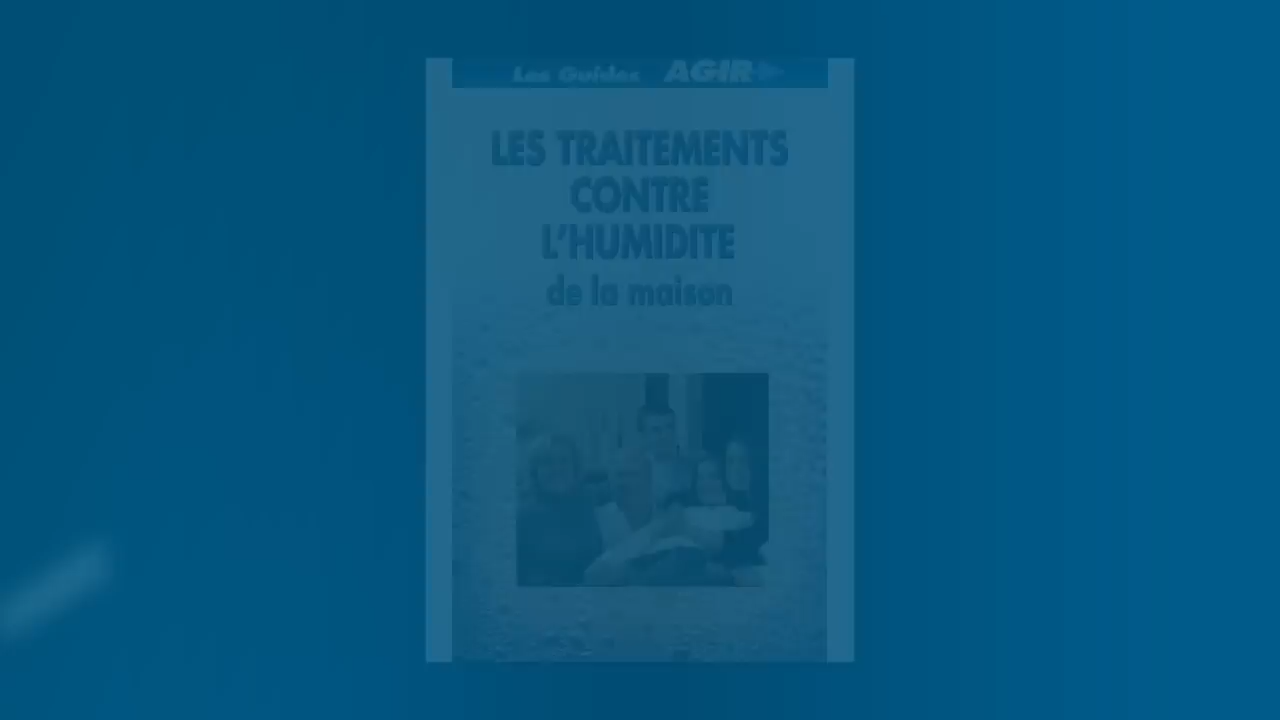 Les Guides AGIR
LES TRAITEMENTS
CONTRE
L'HUMIDITE
de la maison